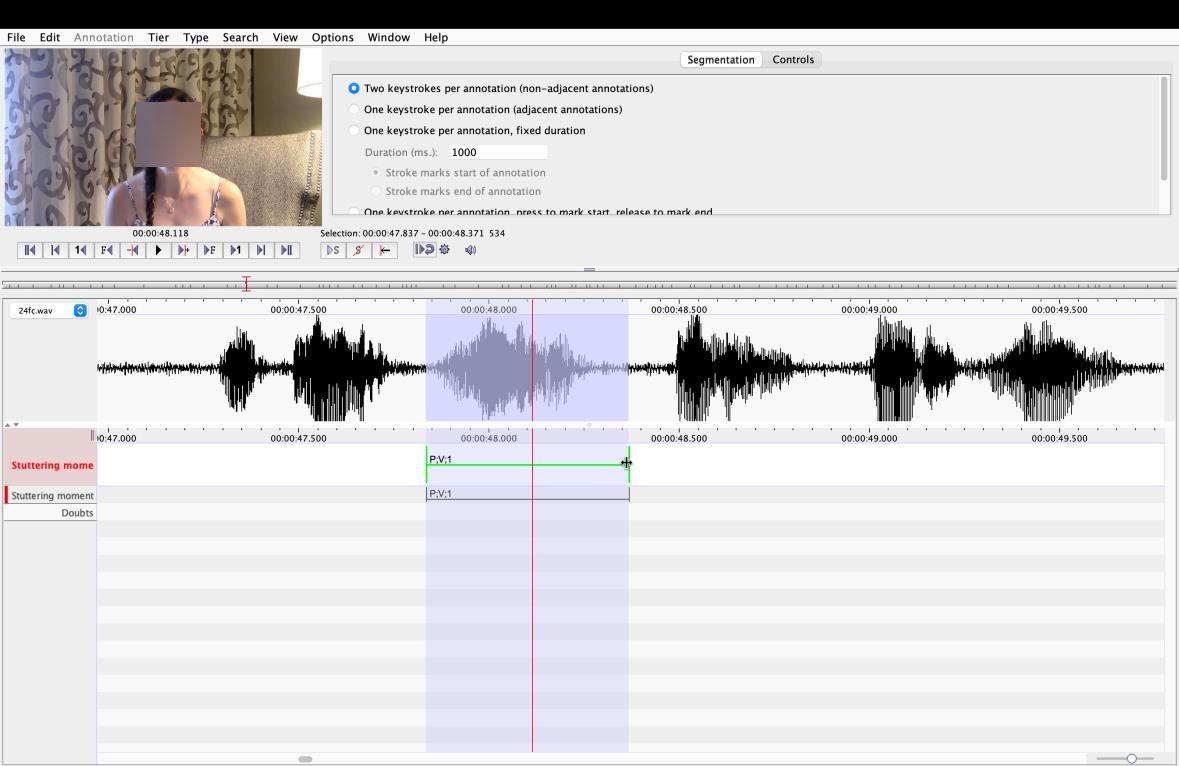 File Edit Annotation Tier Type Search View Options Window Help
Segmentation Controls
Two keystrokes per annotation (non-adjacent annotations)
One keystroke per annotation (adjacent annotations)
One keystroke per annotation, fixed duration
Duration (ms.): 1000
Stroke marks start of annotation
Stroke marks end of annotation
One keystroke per annotation, press to mark start, release to mark end
00:00:48.118
Selection: 00:00:47.837 - 00:00:48.371 534
1 F F 1 S S
24fc.wav
0:47.000 00:00:47.500 00:00:48.000 00:00:48.500 00:00:49.000 00:00:49.500
0:47.000 00:00:47.500 00:00:48.000 00:00:48.500 00:00:49.000 00:00:49.500
Stuttering mome
P;V;1
Stuttering moment
P;V;1
Doubts